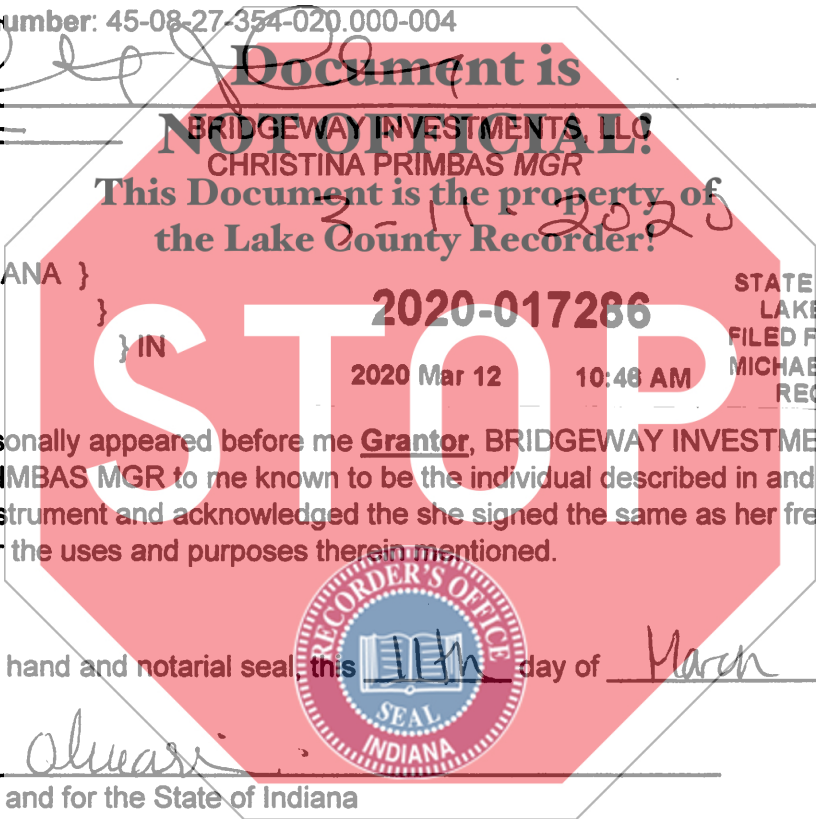 umber: 45-08-27-354-020.000-004
Document is
NOT OFFICIAL!
BRIDGEWAY INVESTMENTS, LLC
CHRISTINA PRIMBAS MGR
This Document is the property of
3-11-2020
the Lake County Recorder!
ANA }
}
} IN
2020-017286
STATE
LAKE
FILED F
MICHAE
REC
2020 Mar 12 10:46 AM
STOP
sonally appeared before me Grantor, BRIDGEWAY INVESTME
MBAS MGR to me known to be the individual described in and
strument and acknowledged the she signed the same as her fre
the uses and purposes therein mentioned.
RECORDER'S OFFICE
SEAL
INDIANA
hand and notarial seal, this 11th day of March
and for the State of Indiana